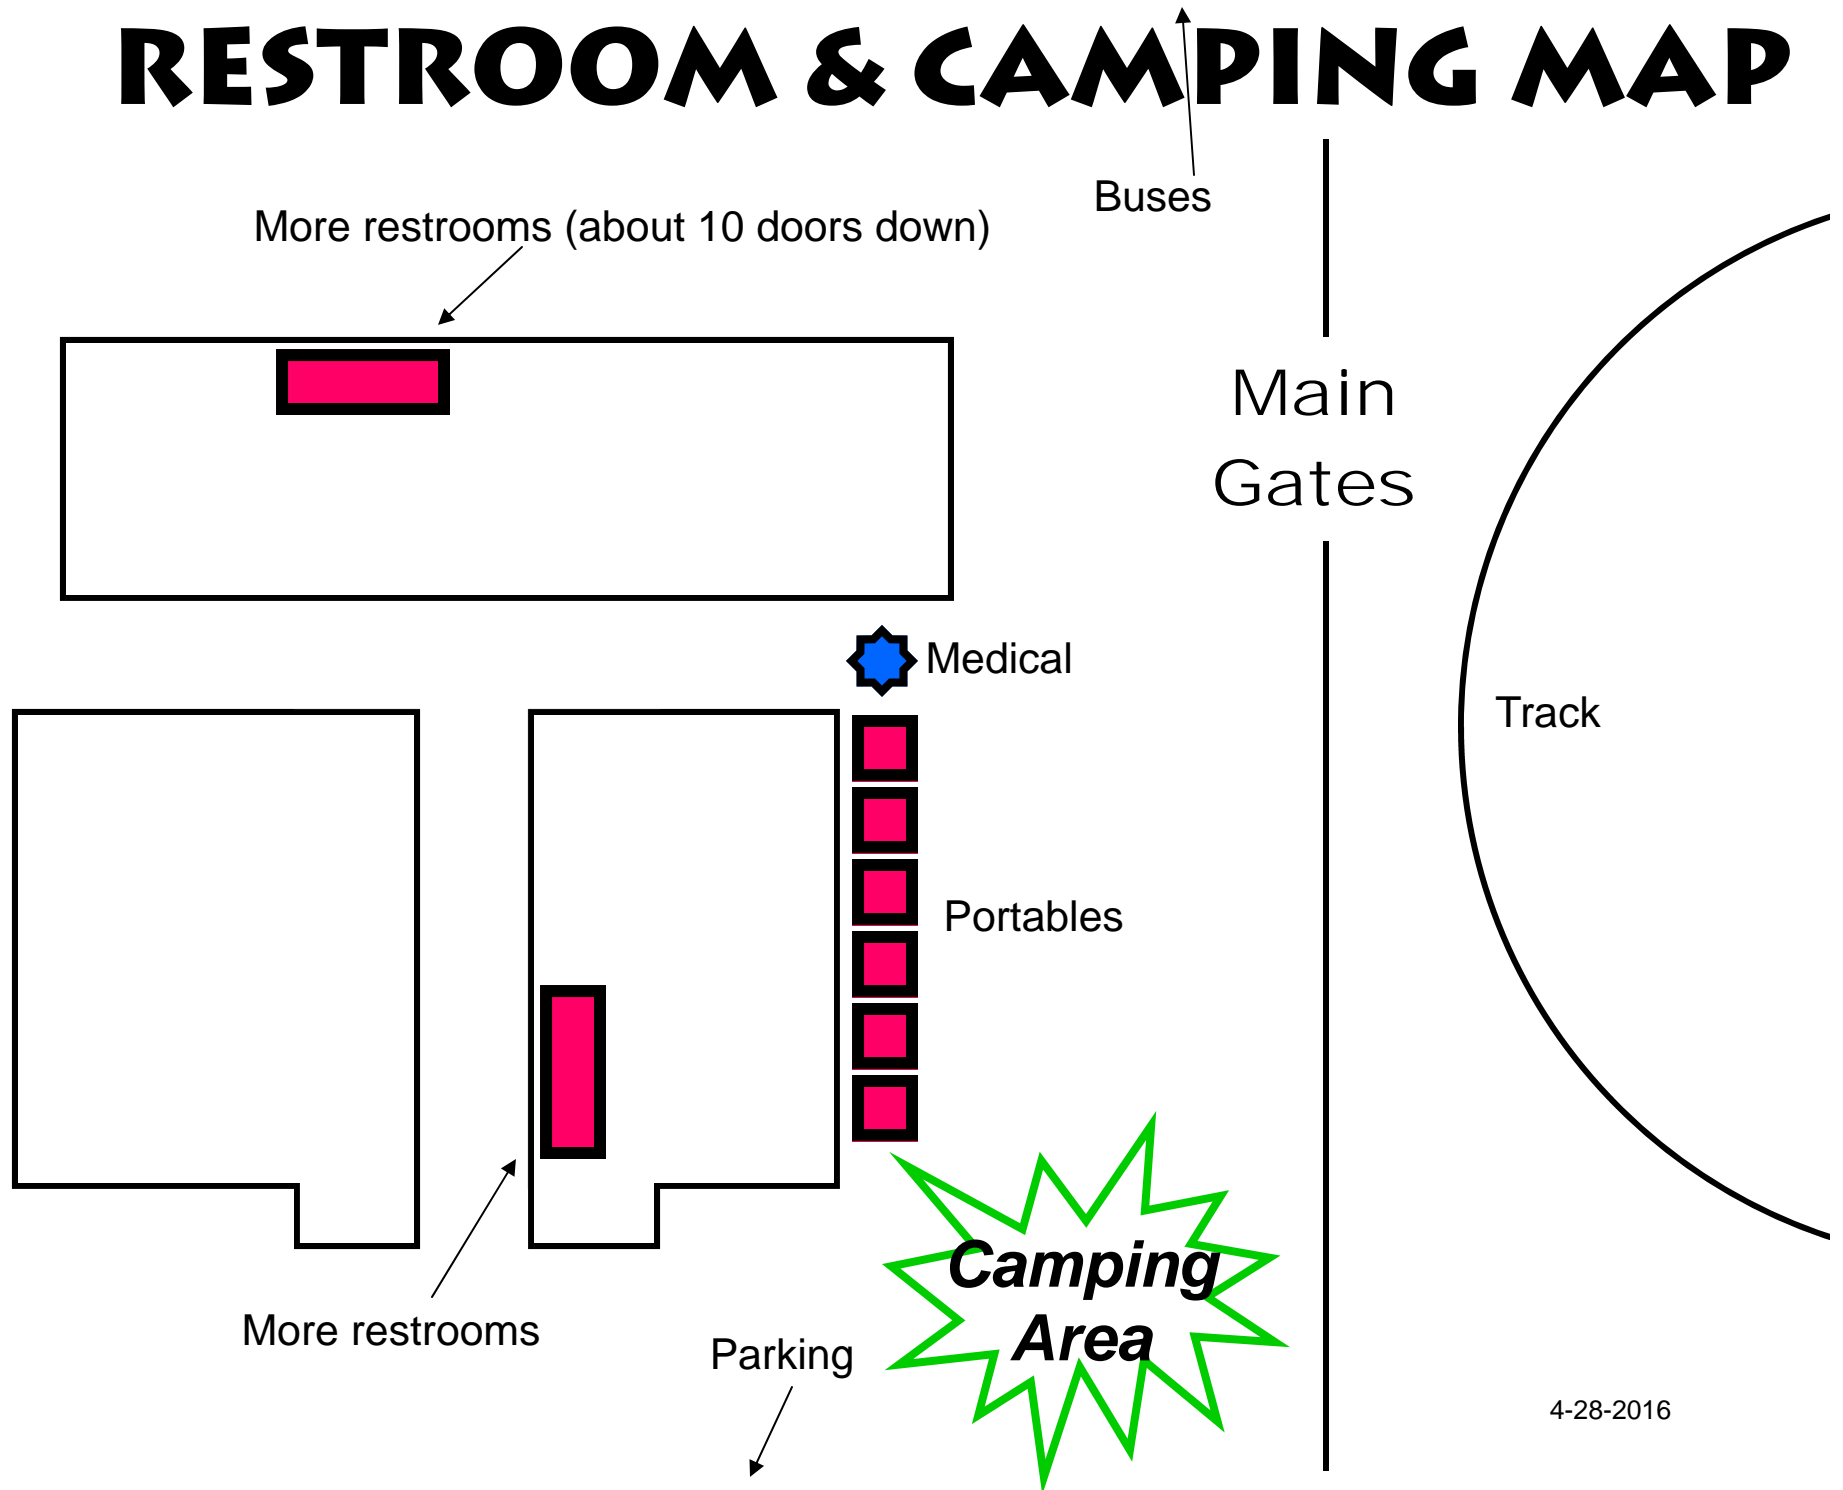 RESTROOM & CAMPING MAP
Buses
More restrooms (about 10 doors down)
Main
Gates
Medical
Track
Portables
Camping
Area
More restrooms
Parking
4-28-2016